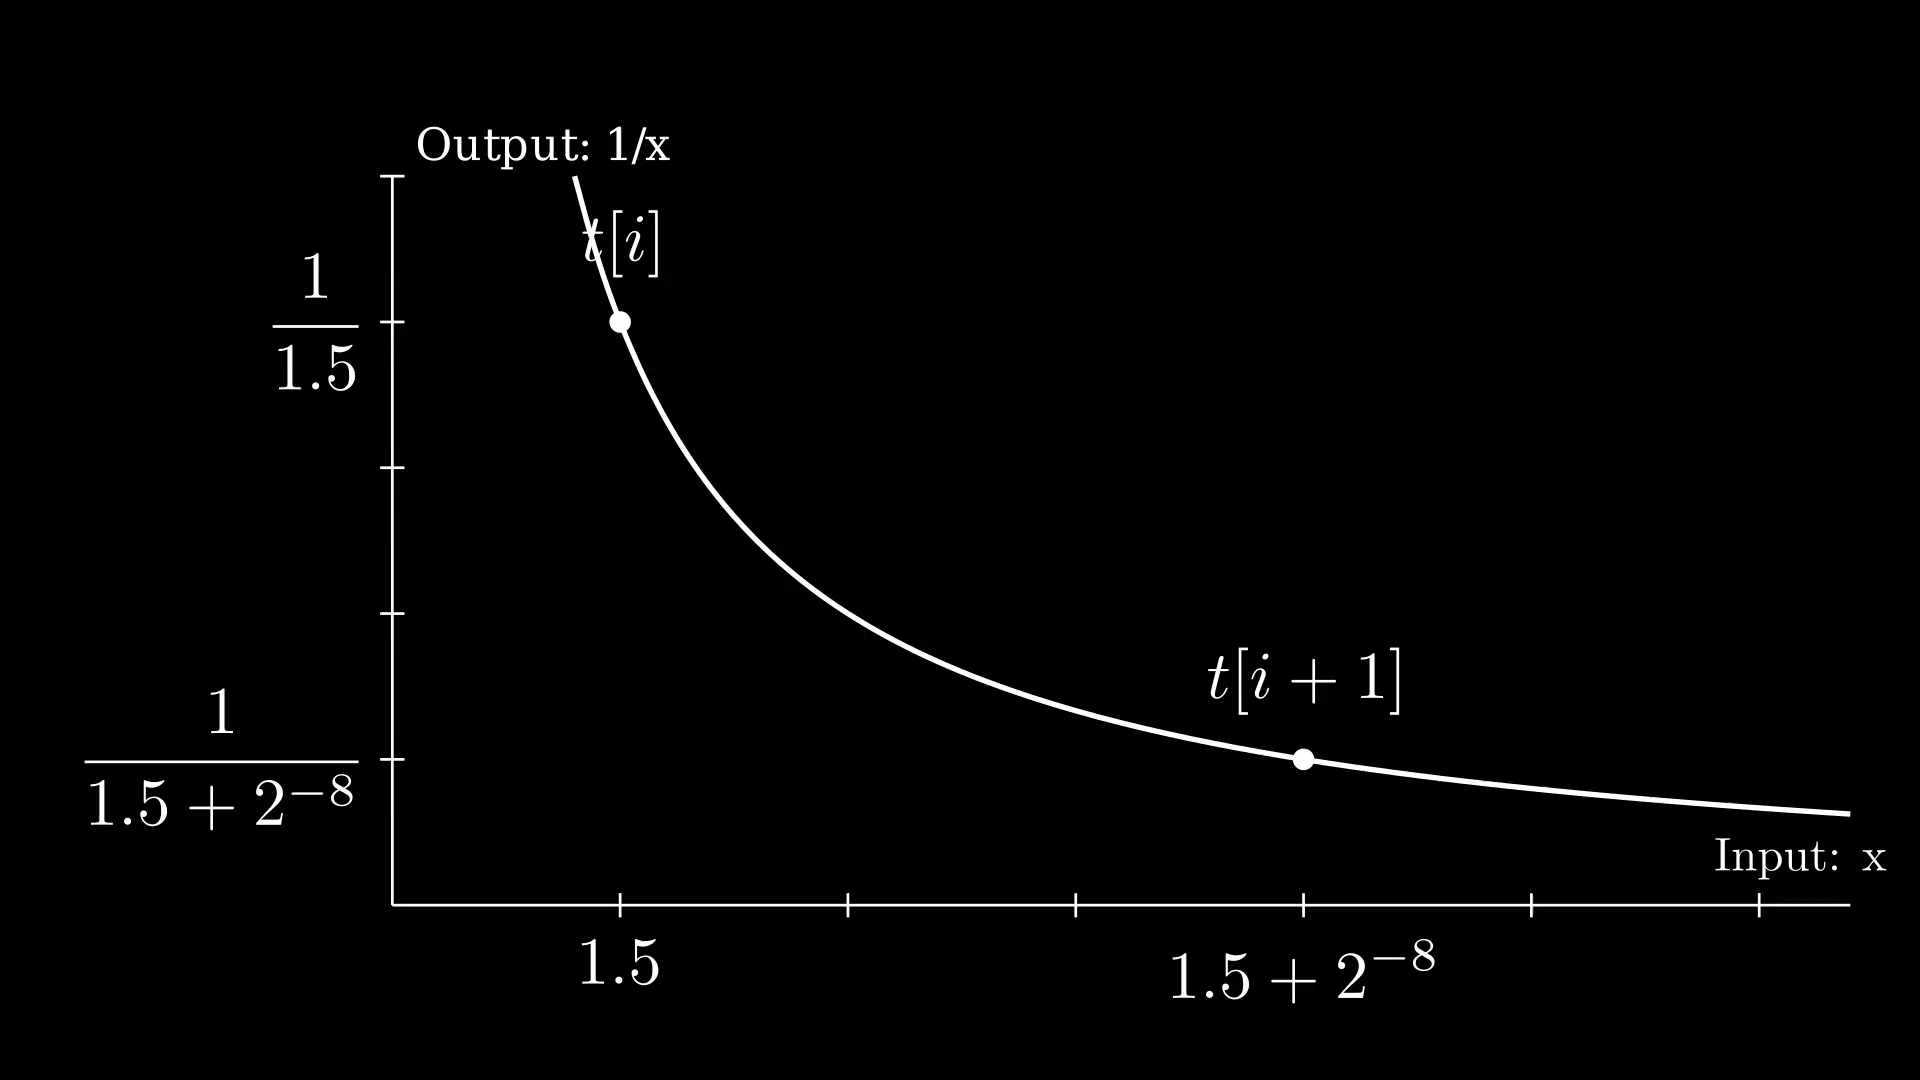 Output: 1/x
t[i]
1
1.5
t[i + 1]
1
1.5 + 2⁻⁸
Input: x
1.5
1.5 + 2⁻⁸